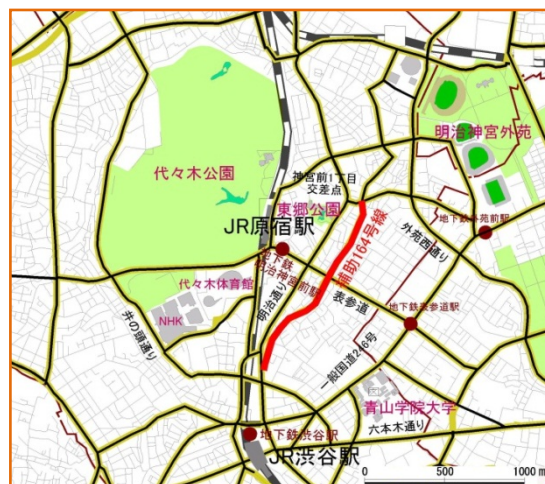 明治神宮外苑
神宮前1丁目
交差点
代々木公園
東郷公園
地下鉄外苑前駅
JR原宿駅
補助164号線
外苑西通り
地下鉄
明治神宮前駅
代々木体育館
明治通り
表参道
地下鉄表参道駅
NHK
井の頭通り
一般国道246号
青山学院大学
六本木通り
地下鉄渋谷駅
JR渋谷駅
0 500 1000 m